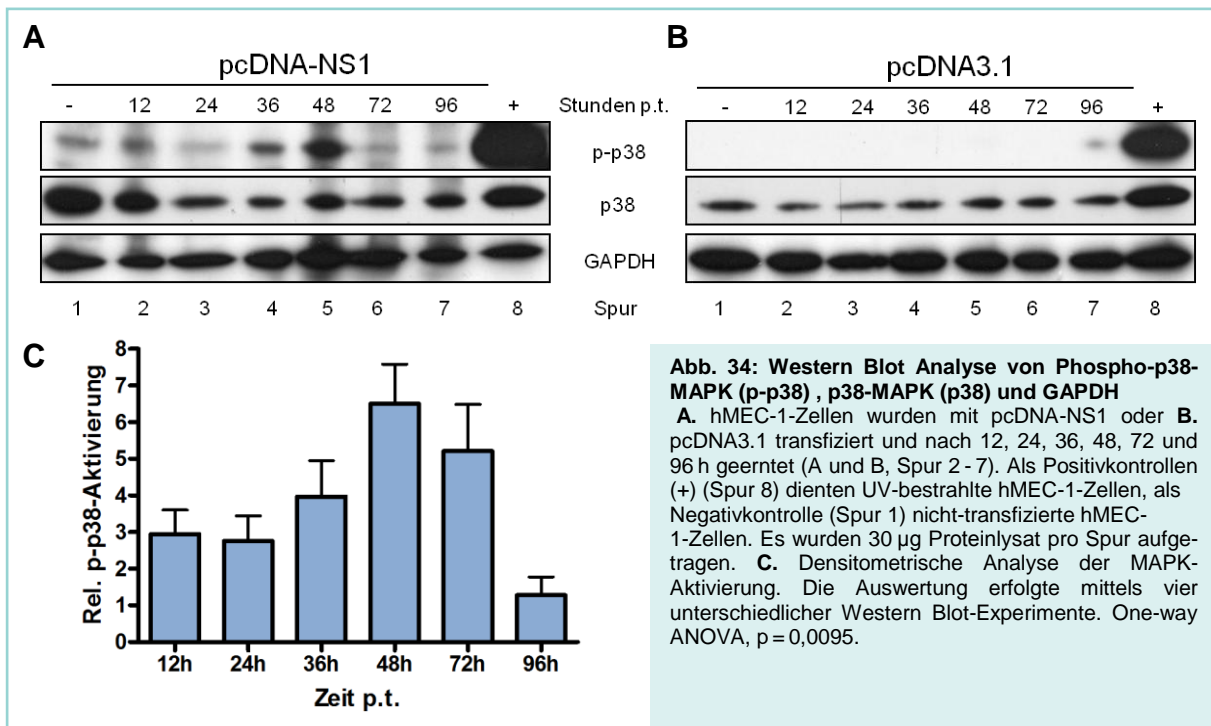 A
pcDNA-NS1
- 12 24 36 48 72 96 +
B
pcDNA3.1
- 12 24 36 48 72 96 +
Stunden p.t.
p-p38
p38
GAPDH
1 2 3 4 5 6 7 8 Spur 1 2 3 4 5 6 7 8
C
Rel. p-p38-Aktivierung
8
7
6
5
4
3
2
1
0
12h 24h 36h 48h 72h 96h
Zeit p.t.
Abb. 34: Western Blot Analyse von Phospho-p38-
MAPK (p-p38) , p38-MAPK (p38) und GAPDH
A. hMEC-1-Zellen wurden mit pcDNA-NS1 oder B.
pcDNA3.1 transfiziert und nach 12, 24, 36, 48, 72 und
96 h geerntet (A und B, Spur 2 - 7). Als Positivkontrollen
(+) (Spur 8) dienten UV-bestrahlte hMEC-1-Zellen, als
Negativkontrolle (Spur 1) nicht-transfizierte hMEC-
1-Zellen. Es wurden 30 µg Proteinlysat pro Spur aufge-
tragen. C. Densitometrische Analyse der MAPK-
Aktivierung. Die Auswertung erfolgte mittels vier
unterschiedlicher Western Blot-Experimente. One-way
ANOVA, p = 0,0095.